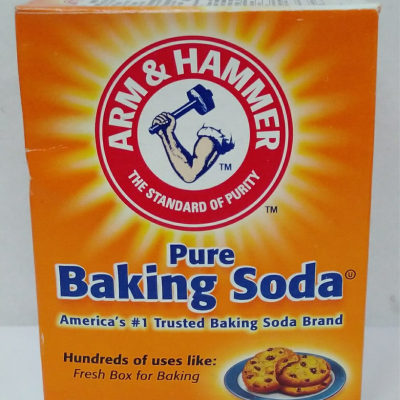 ARM & HAMMER
TM
THE STANDARD OF PURITY
TM
Pure
Baking Soda
America's #1 Trusted Baking Soda Brand
Hundreds of uses like:
Fresh Box for Baking